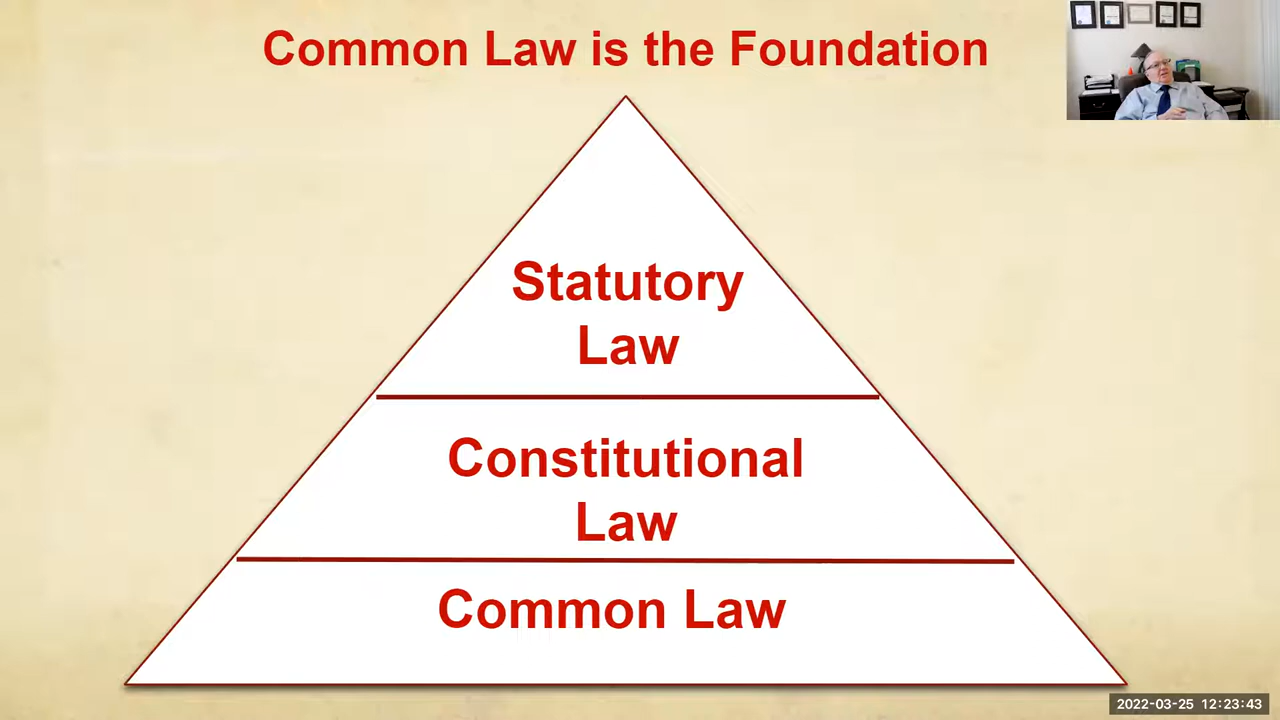 Common Law is the Foundation
Statutory
Law
Constitutional
Law
Common Law
2022-03-25 12:23:43